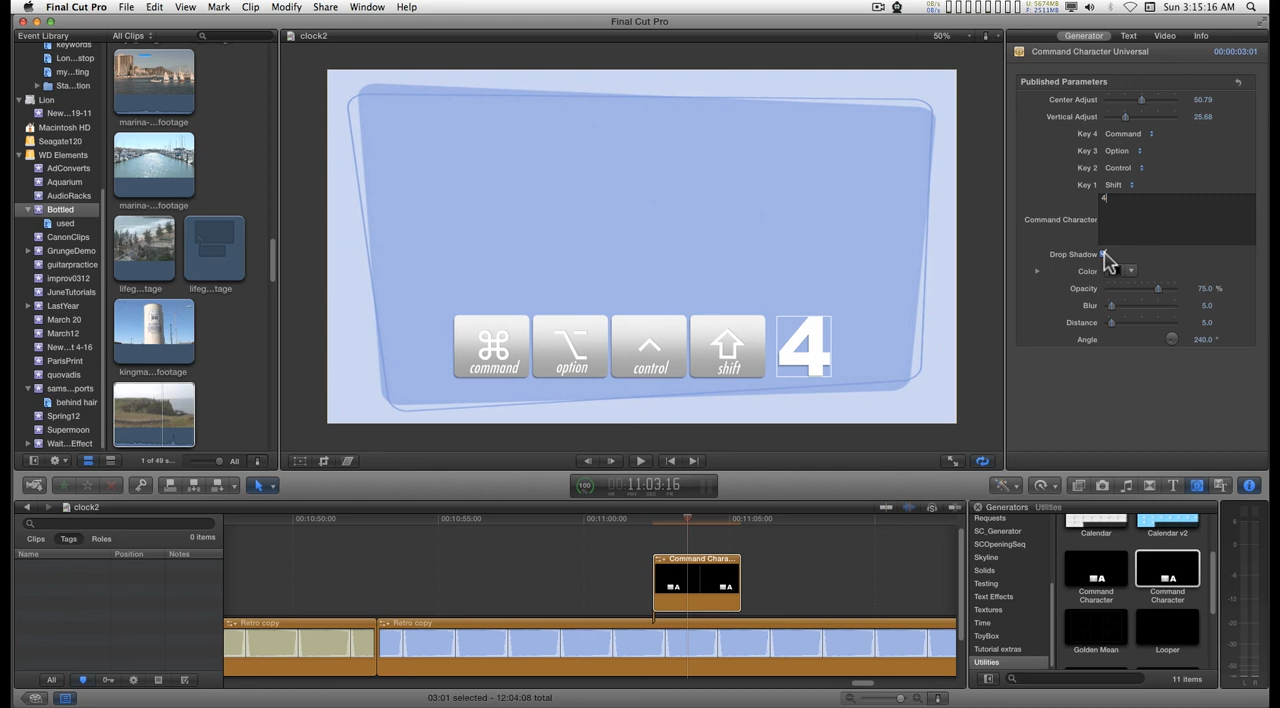 Final Cut Pro File Edit View Mark Clip Modify Share Window Help
Sun 3:15:16 AM
Final Cut Pro
Event Library
All Clips
clock2
50%
Generator Text Video Info
keywords
Lon...stop
my...ting
Sta...tion
Lion
New...19-11
Macintosh HD
Seagate120
WD Elements
AdConverts
Aquarium
AudioRacks
Bottled
used
CanonClips
GrungeDemo
guitarpractice
improv0312
JuneTutorials
LastYear
March 20
March12
New...t 4-16
ParisPrint
quovadis
sams...ports
behind hair
Spring12
Supermoon
Wait...Effect
marina-...footage
marina-...footage
lifeg...tage
lifeg...tage
kingma...footage
command
option
control
shift
4
Command Character Universal
00:00:03:01
Published Parameters
Center Adjust 50.79
Vertical Adjust 25.68
Key 4 Command
Key 3 Option
Key 2 Control
Key 1 Shift
4
Command Character
Drop Shadow
Color
Opacity 75.0 %
Blur 5.0
Distance 5.0
Angle 240.0 °
1 of 49 s...
All
100
11:03:16
HR MIN SEC FR
clock2
Clips Tags Roles
0 items
Name Position Notes
00:10:50:00
00:10:55:00
00:11:00:00
00:11:05:00
Command Chara...
A
A
Retro copy
Retro copy
Generators Utilities
Requests
SC_Generator
SCOpeningSeq
Skyline
Solids
Testing
Text Effects
Textures
Time
ToyBox
Tutorial extras
Utilities
Calendar
Calendar v2
A
A
Command
Character
Command
Character
Golden Mean
Looper
11 items
All
03:01 selected - 12:04:08 total